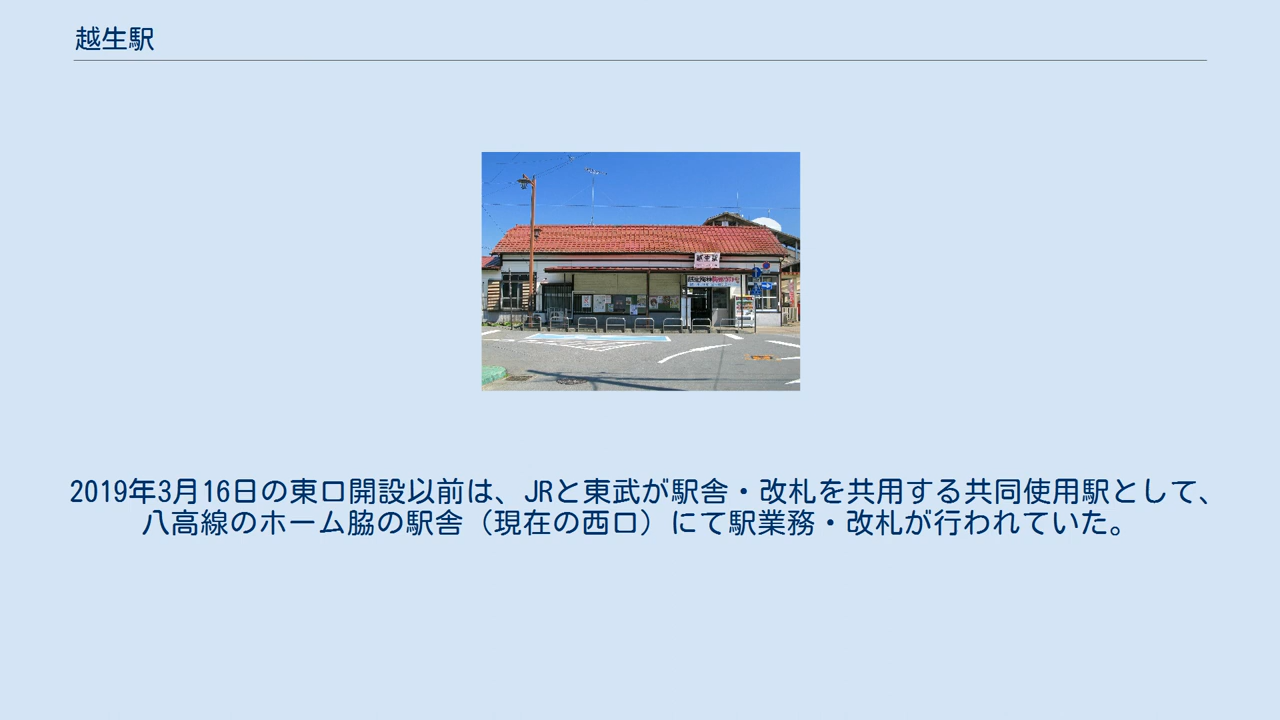 越生駅
越生駅
2019年3月16日の東口開設以前は、JRと東武が駅舎・改札を共用する共同使用駅として、
八高線のホーム脇の駅舎（現在の西口）にて駅業務・改札が行われていた。